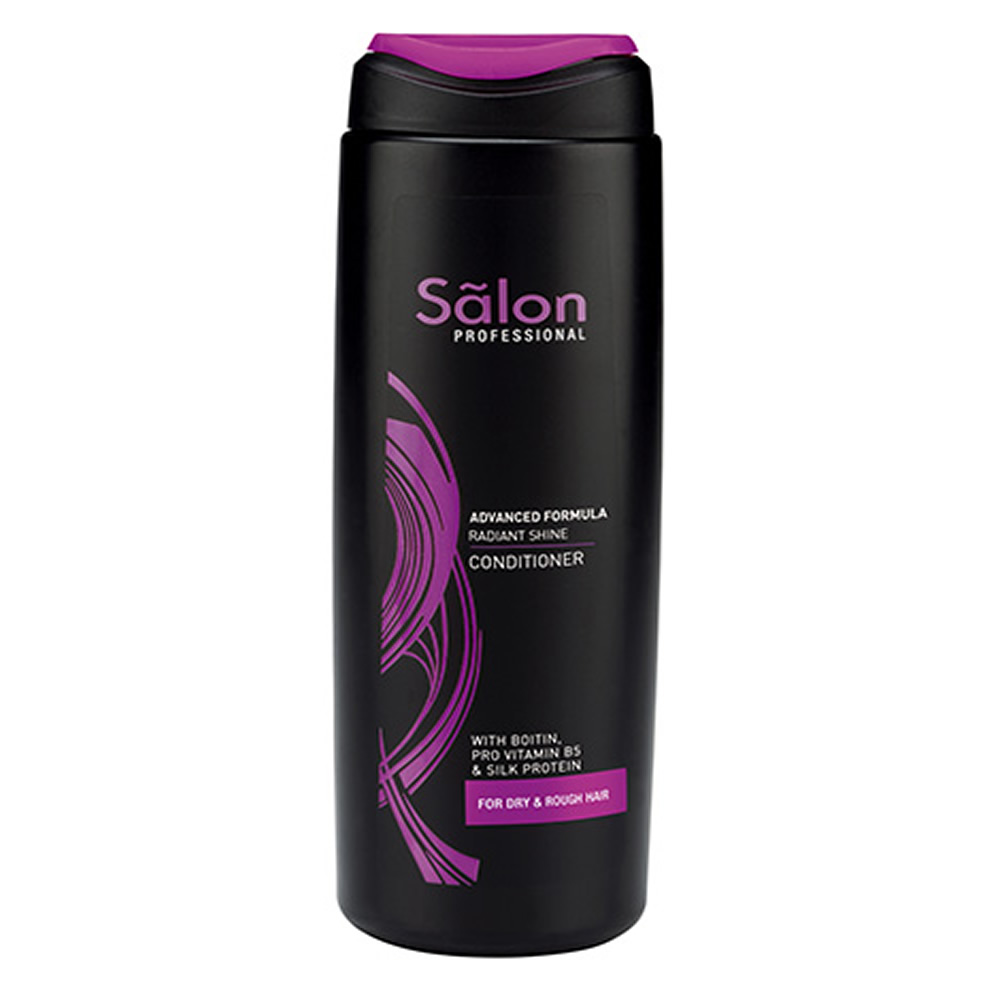 Sãlon
PROFESSIONAL
ADVANCED FORMULA
RADIANT SHINE
CONDITIONER
WITH BOITIN,
PRO VITAMIN B5
& SILK PROTEIN
FOR DRY & ROUGH HAIR